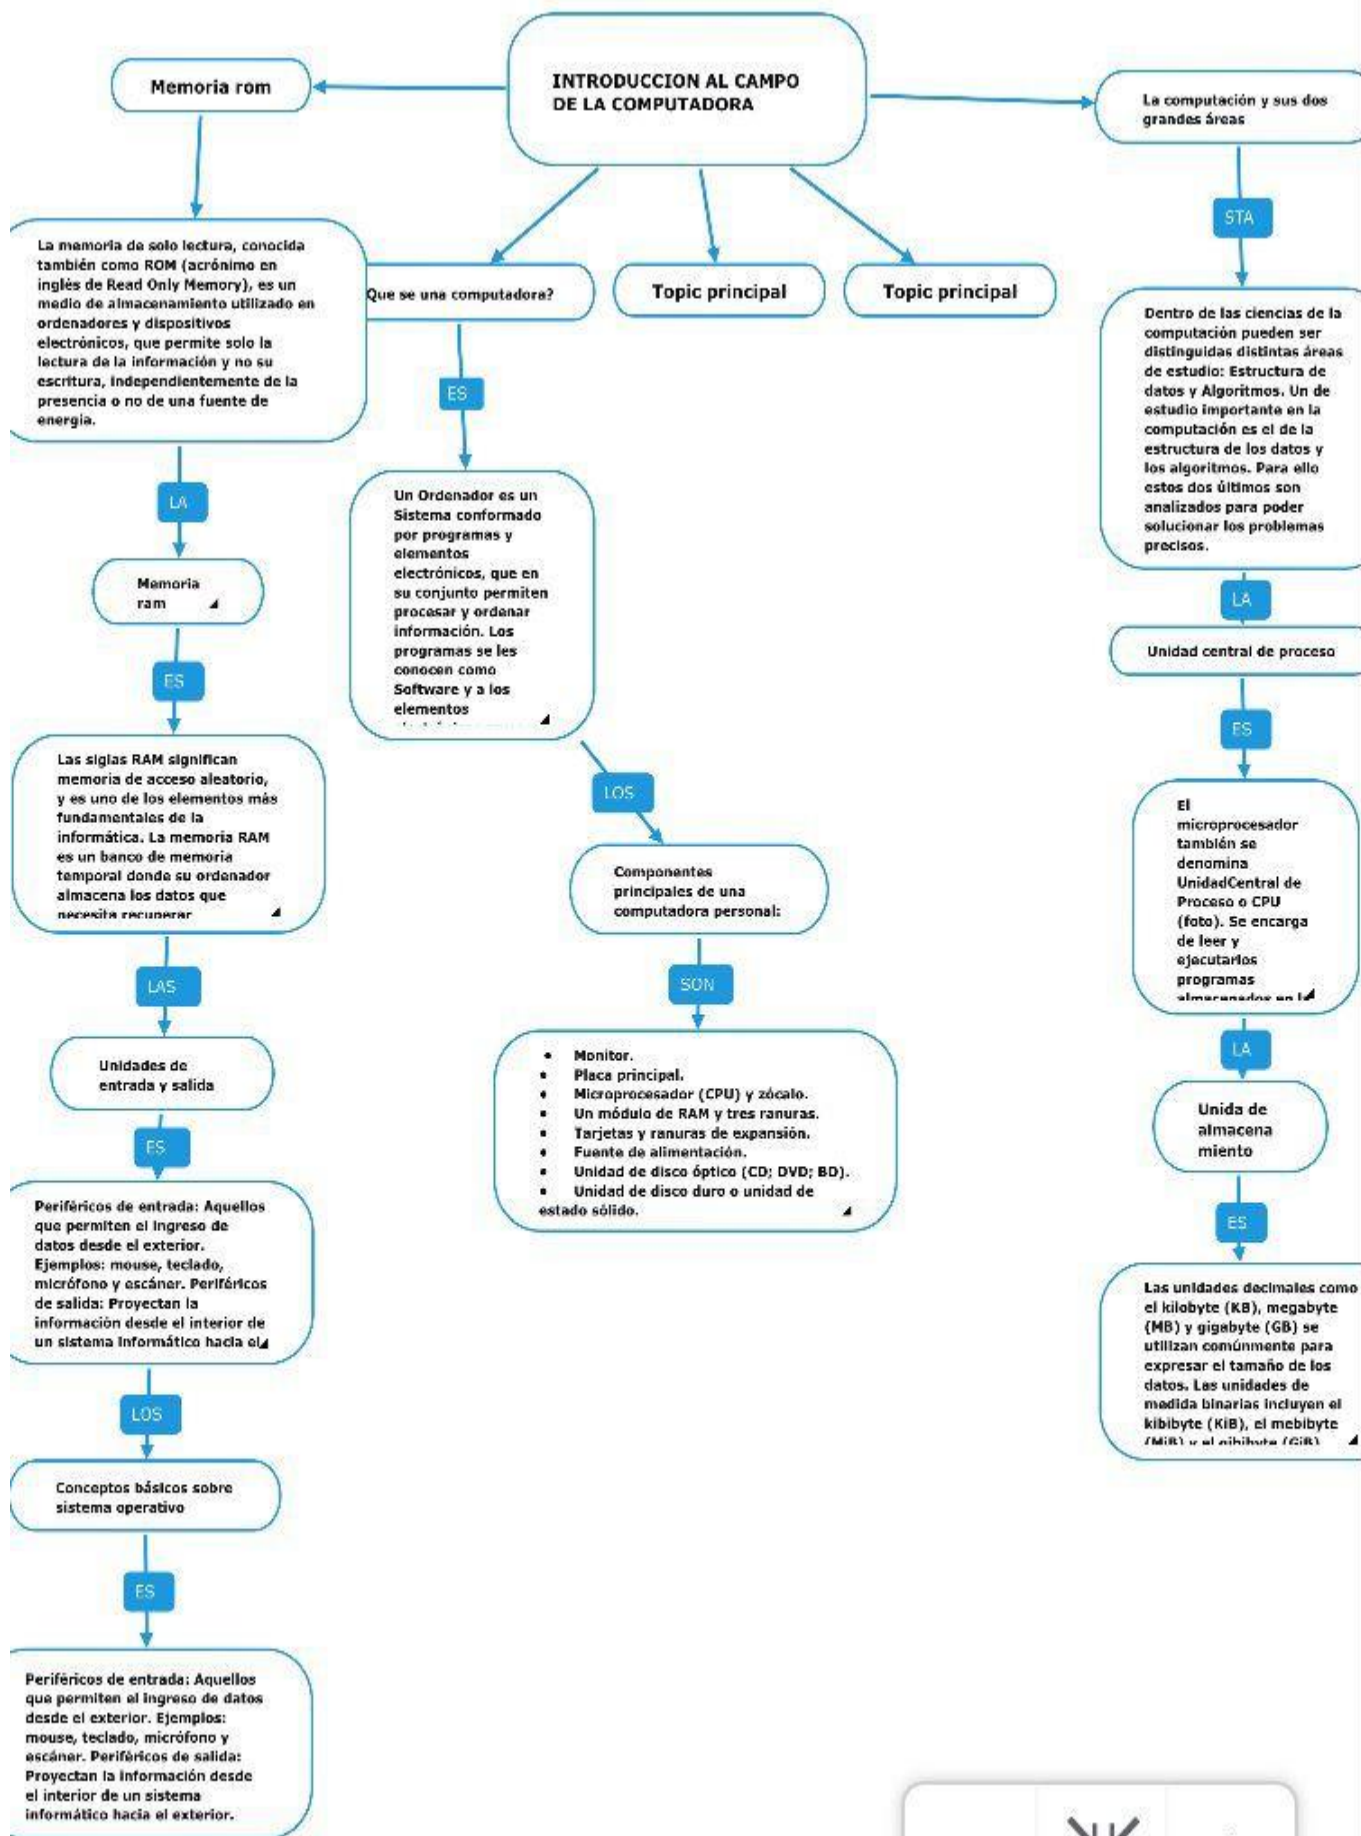 INTRODUCCION AL CAMPO
DE LA COMPUTADORA
Memoria rom
La memoria de solo lectura, conocida
también como ROM (acrónimo en
inglés de Read Only Memory), es un
medio de almacenamiento utilizado en
ordenadores y dispositivos
electrónicos, que permite solo la
lectura de la información y no su
escritura, independientemente de la
presencia o no de una fuente de
energía.
LA
Memoria
ram
ES
Las siglas RAM significan
memoria de acceso aleatorio,
y es uno de los elementos más
fundamentales de la
informática. La memoria RAM
es un banco de memoria
temporal donde su ordenador
almacena los datos que
necesita recuperar
LAS
Unidades de
entrada y salida
ES
Periféricos de entrada: Aquellos
que permiten el ingreso de
datos desde el exterior.
Ejemplos: mouse, teclado,
micrófono y escáner. Periféricos
de salida: Proyectan la
información desde el interior de
un sistema informático hacia el
LOS
Conceptos básicos sobre
sistema operativo
ES
Periféricos de entrada: Aquellos
que permiten el ingreso de datos
desde el exterior. Ejemplos:
mouse, teclado, micrófono y
escáner. Periféricos de salida:
Proyectan la información desde
el interior de un sistema
informático hacia el exterior.
Que se una computadora?
ES
Un Ordenador es un
Sistema conformado
por programas y
elementos
electrónicos, que en
su conjunto permiten
procesar y ordenar
información. Los
programas se les
conocen como
Software y a los
elementos
LOS
Componentes
principales de una
computadora personal:
SON
• Monitor.
• Placa principal.
• Microprocesador (CPU) y zócalo.
• Un módulo de RAM y tres ranuras.
• Tarjetas y ranuras de expansión.
• Fuente de alimentación.
• Unidad de disco óptico (CD; DVD; BD).
• Unidad de disco duro o unidad de
estado sólido.
Topic principal
Topic principal
La computación y sus dos
grandes áreas
STA
Dentro de las ciencias de la
computación pueden ser
distinguidas distintas áreas
de estudio: Estructura de
datos y Algoritmos. Un de
estudio importante en la
computación es el de la
estructura de los datos y
los algoritmos. Para ello
estos dos últimos son
analizados para poder
solucionar los problemas
precisos.
LA
Unidad central de proceso
ES
El
microprocesador
también se
denomina
UnidadCentral de
Proceso o CPU
(foto). Se encarga
de leer y
ejecutarlos
programas
almacenados en la
LA
Unida de
almacena
miento
ES
Las unidades decimales como
el kilobyte (KB), megabyte
(MB) y gigabyte (GB) se
utilizan comúnmente para
expresar el tamaño de los
datos. Las unidades de
medida binarias incluyen el
kibibyte (KiB), el mebibyte
(MiB) y el gibibyte (GiB)